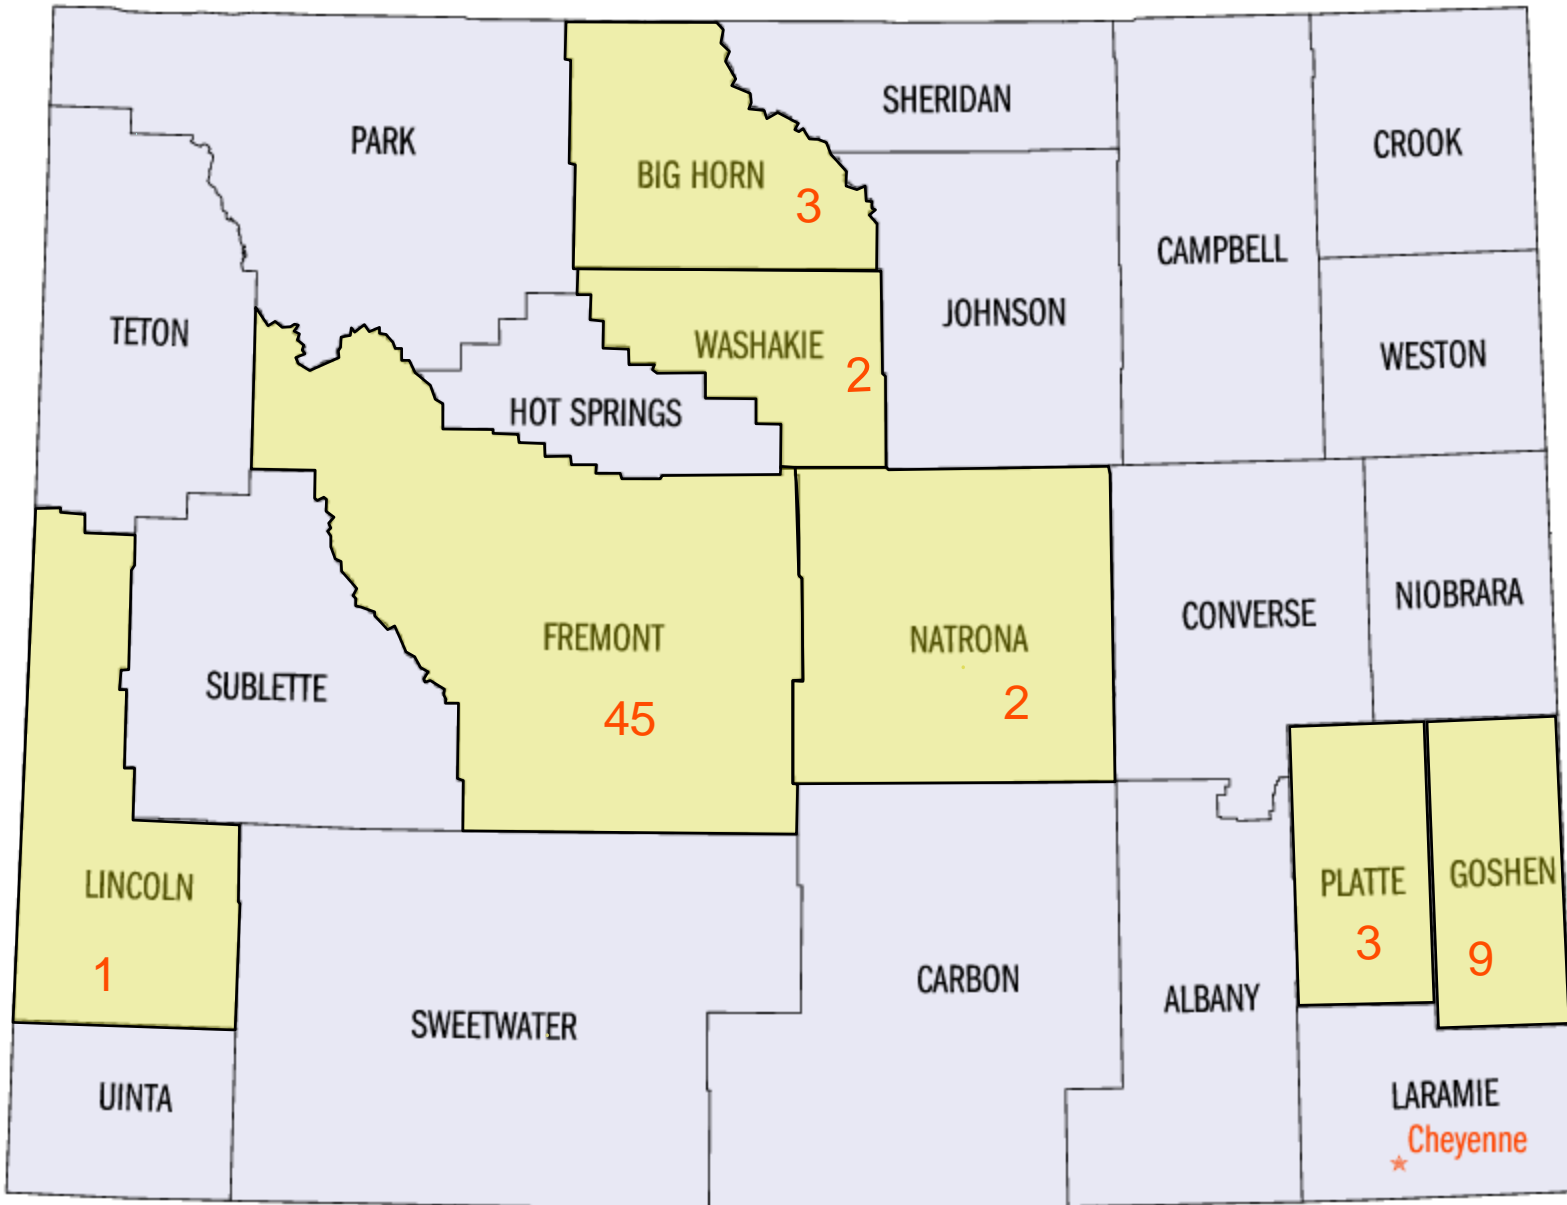 SHERIDAN
CROOK
PARK
BIG HORN
3
CAMPBELL
JOHNSON
TETON
WASHAKIE
2
WESTON
HOT SPRINGS
NIOBRARA
CONVERSE
FREMONT
45
NATRONA
2
SUBLETTE
LINCOLN
1
PLATTE
3
GOSHEN
9
CARBON
ALBANY
SWEETWATER
UINTA
LARAMIE
Cheyenne